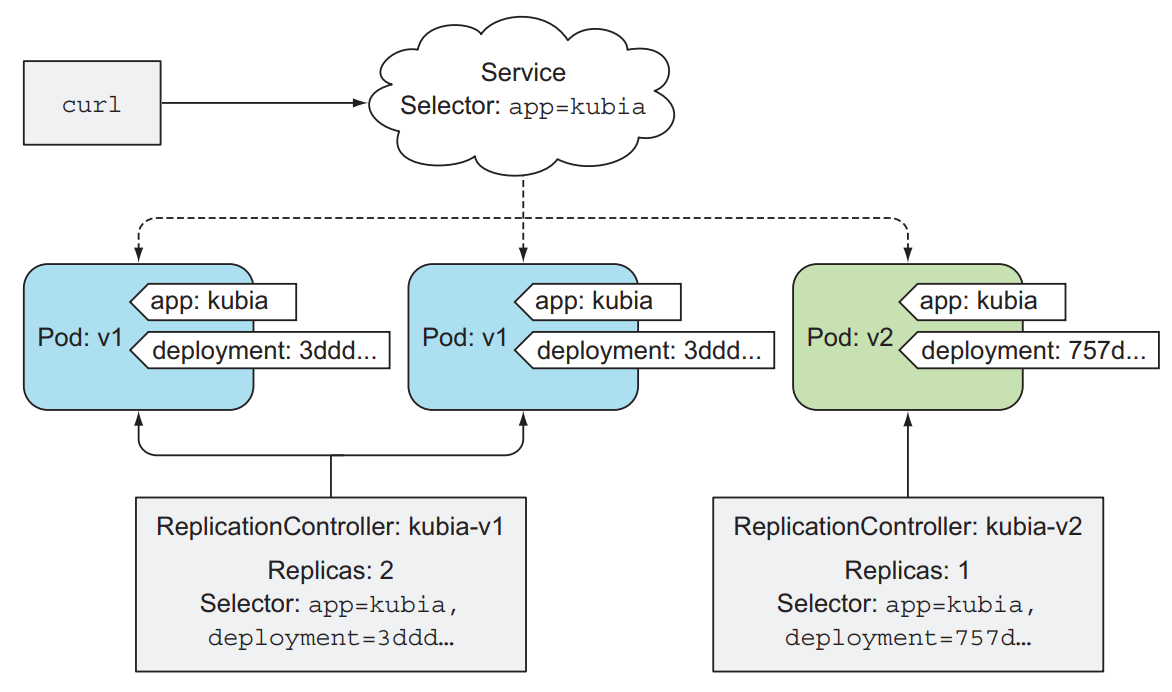 curl
Service
Selector: app=kubia
app: kubia
Pod: v1
deployment: 3ddd...
app: kubia
Pod: v1
deployment: 3ddd...
app: kubia
Pod: v2
deployment: 757d...
ReplicationController: kubia-v1
Replicas: 2
Selector: app=kubia,
deployment=3ddd…
ReplicationController: kubia-v2
Replicas: 1
Selector: app=kubia,
deployment=757d…